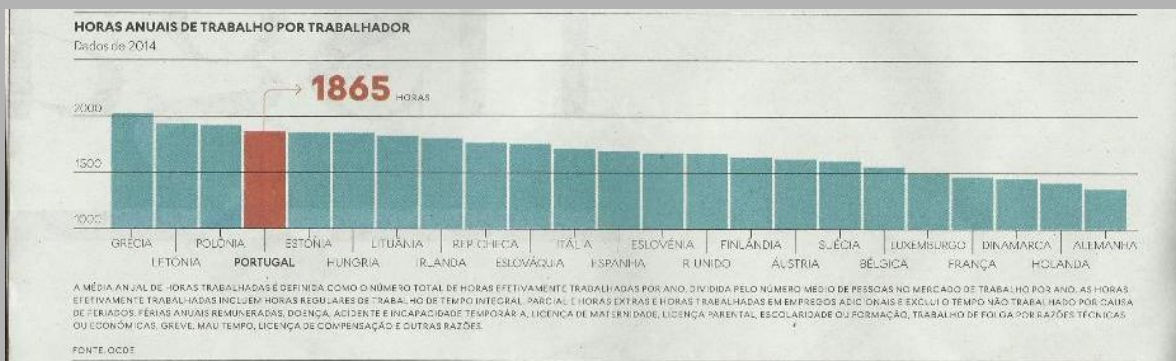 HORAS ANUAIS DE TRABALHO POR TRABALHADOR
Dados de 2014
1865 HORAS
2000
1500
1000
GRÉCIA POLÓNIA ESTÓNIA LITUÂNIA REP. CHECA ITÁLIA ESLOVÉNIA FINLÂNDIA SUÉCIA LUXEMBURGO DINAMARCA ALEMANHA
LETÓNIA PORTUGAL HUNGRIA IRLANDA ESLOVÁQUIA ESPANHA R. UNIDO ÁUSTRIA BÉLGICA FRANÇA HOLANDA
A MÉDIA ANUAL DE HORAS TRABALHADAS É DEFINIDA COMO O NÚMERO TOTAL DE HORAS EFETIVAMENTE TRABALHADAS POR ANO, DIVIDIDA PELO NÚMERO MÉDIO DE PESSOAS NO MERCADO DE TRABALHO POR ANO. AS HORAS
EFETIVAMENTE TRABALHADAS INCLUEM HORAS REGULARES DE TRABALHO DE TEMPO INTEGRAL, PARCIAL E HORAS EXTRAS E HORAS TRABALHADAS EM EMPREGOS ADICIONAIS E EXCLUI O TEMPO NÃO TRABALHADO POR CAUSA
DE FERIADOS, FÉRIAS ANUAIS REMUNERADAS, DOENÇA, ACIDENTE E INCAPACIDADE TEMPORÁRIA, LICENÇA DE MATERNIDADE, LICENÇA PARENTAL, ESCOLARIDADE OU FORMAÇÃO, TRABALHO DE FOLGA POR RAZÕES TÉCNICAS
OU ECONÓMICAS, GREVE, MAU TEMPO, LICENÇA DE COMPENSAÇÃO E OUTRAS RAZÕES.
FONTE: OCDE